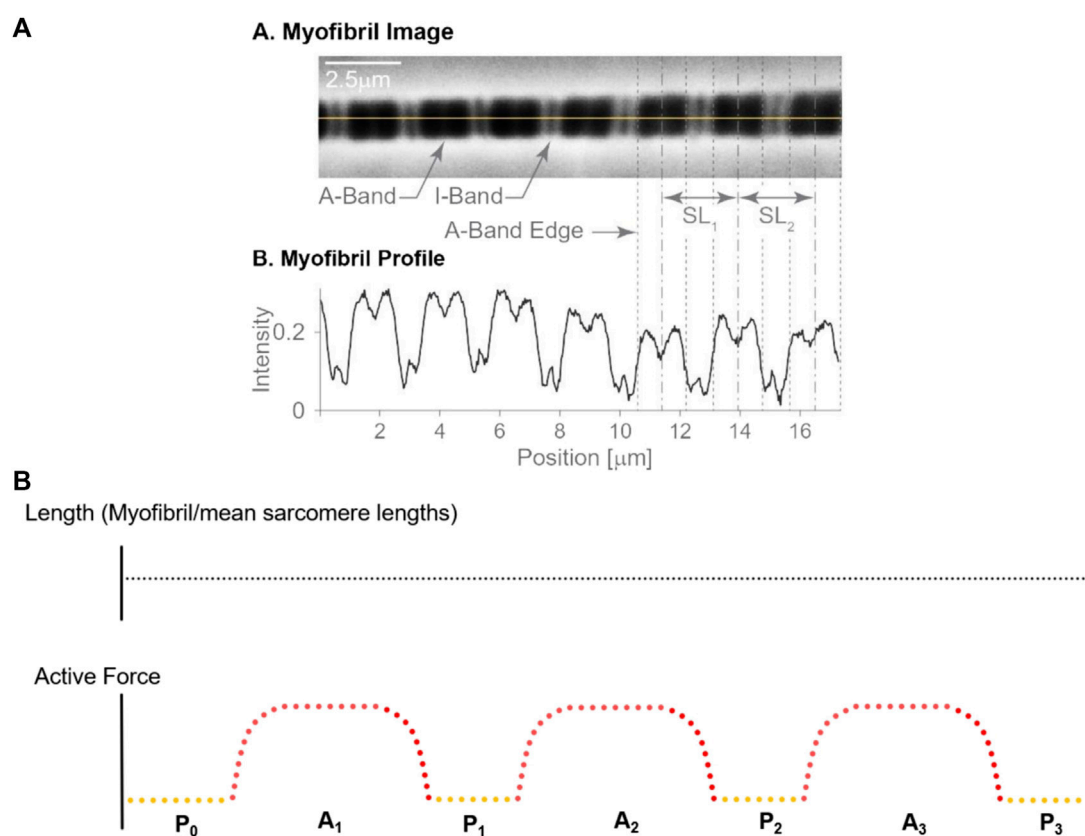 A
A. Myofibril Image
2.5μm
A-Band
I-Band
SL₁
SL₂
A-Band Edge
B. Myofibril Profile
Intensity
0.2
0
2
4
6
8
10
12
14
16
Position [μm]
B
Length (Myofibril/mean sarcomere lengths)
Active Force
P₀
A₁
P₁
A₂
P₂
A₃
P₃